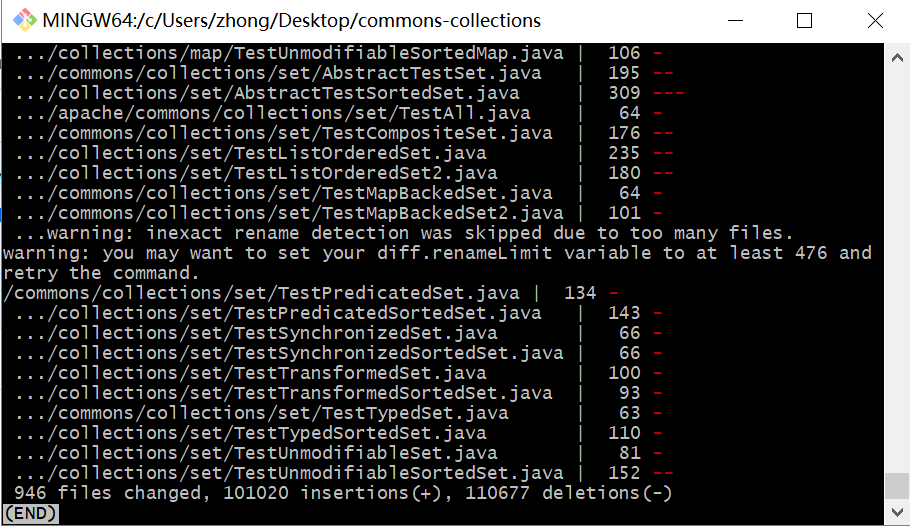 MINGW64:/c/Users/zhong/Desktop/commons-collections
.../collections/map/TestUnmodifiableSortedMap.java | 106 -
.../commons/collections/set/AbstractTestSet.java | 195 --
.../collections/set/AbstractTestSortedSet.java | 309 ---
.../apache/commons/collections/set/TestAll.java | 64 -
.../commons/collections/set/TestCompositeSet.java | 176 --
.../collections/set/TestListOrderedSet.java | 235 --
.../collections/set/TestListOrderedSet2.java | 180 --
.../commons/collections/set/TestMapBackedSet.java | 64 -
.../commons/collections/set/TestMapBackedSet2.java | 101 -
...warning: inexact rename detection was skipped due to too many files.
warning: you may want to set your diff.renameLimit variable to at least 476 and
retry the command.
/commons/collections/set/TestPredicatedSet.java | 134 -
.../collections/set/TestPredicatedSortedSet.java | 143 -
.../collections/set/TestSynchronizedSet.java | 66 -
.../collections/set/TestSynchronizedSortedSet.java | 66 -
.../collections/set/TestTransformedSet.java | 100 -
.../collections/set/TestTransformedSortedSet.java | 93 -
.../commons/collections/set/TestTypedSet.java | 63 -
.../collections/set/TestTypedSortedSet.java | 110 -
.../collections/set/TestUnmodifiableSet.java | 81 -
.../collections/set/TestUnmodifiableSortedSet.java | 152 --
946 files changed, 101020 insertions(+), 110677 deletions(-)
(END)